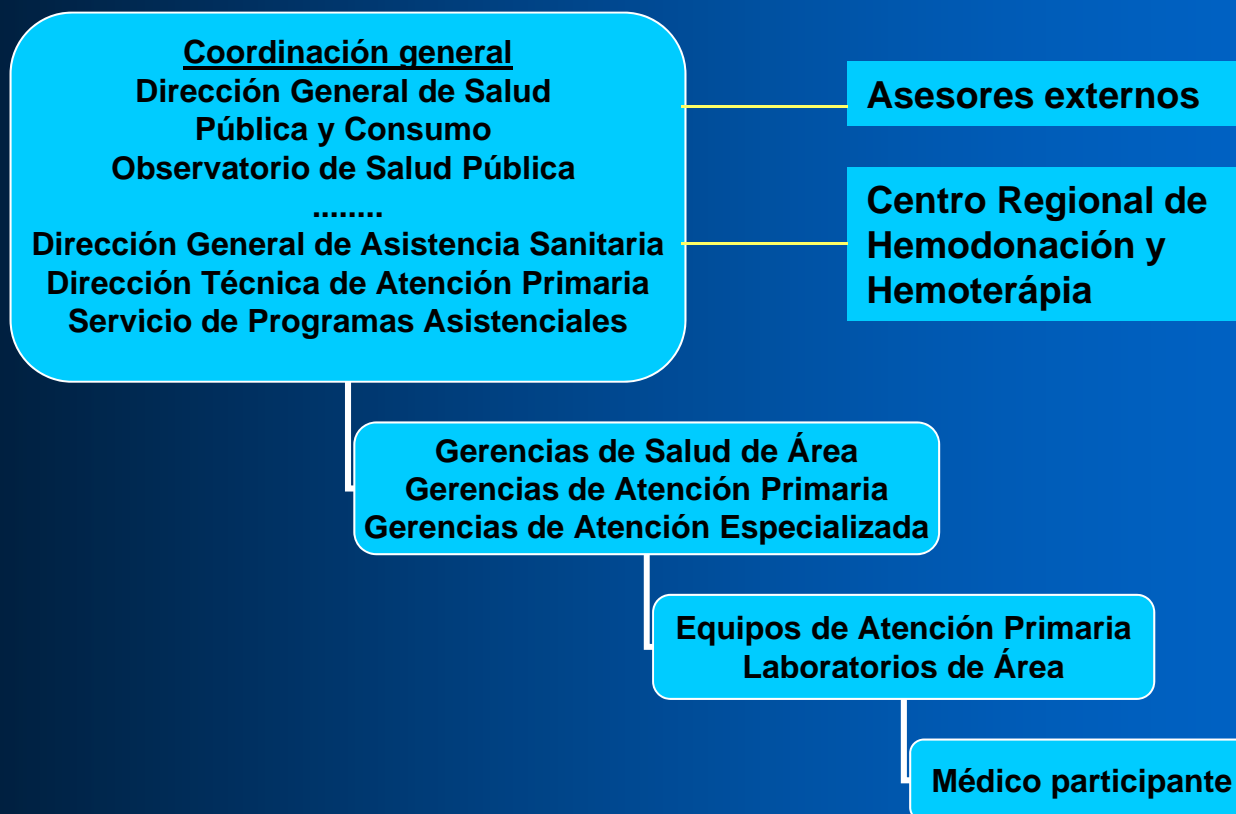 Coordinación general
Dirección General de Salud
Pública y Consumo
Observatorio de Salud Pública
........
Dirección General de Asistencia Sanitaria
Dirección Técnica de Atención Primaria
Servicio de Programas Asistenciales
Asesores externos
Centro Regional de
Hemodonación y
Hemoterápia
Gerencias de Salud de Área
Gerencias de Atención Primaria
Gerencias de Atención Especializada
Equipos de Atención Primaria
Laboratorios de Área
Médico participante